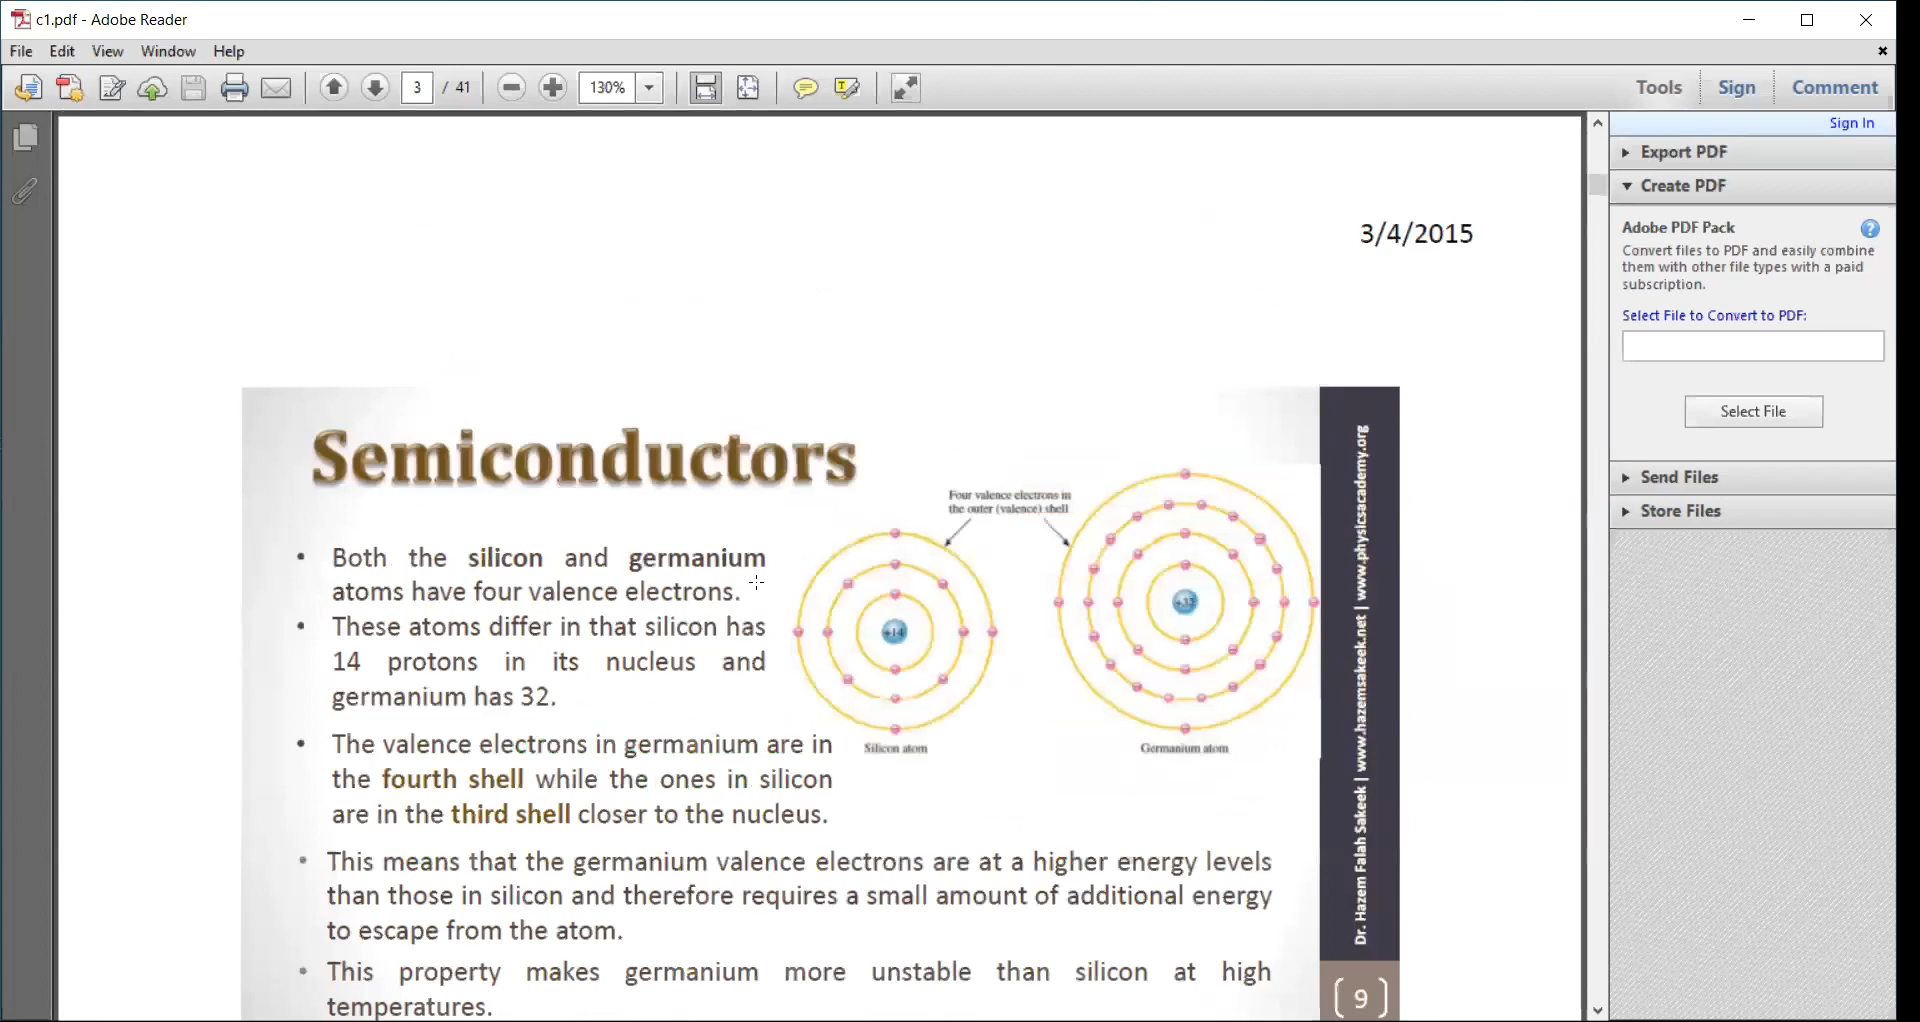 c1.pdf - Adobe Reader
File Edit View Window Help
3 / 41 130% Tools Sign Comment
Sign In
Export PDF
Create PDF
Adobe PDF Pack
Convert files to PDF and easily combine
them with other file types with a paid
subscription.
Select File to Convert to PDF:
Select File
Send Files
Store Files
3/4/2015
Semiconductors
Four valence electrons in
the outer (valence) shell
• Both the silicon and germanium
atoms have four valence electrons.
• These atoms differ in that silicon has
14 protons in its nucleus and
germanium has 32.
• The valence electrons in germanium are in
the fourth shell while the ones in silicon
are in the third shell closer to the nucleus.
+14
Silicon atom
Germanium atom
• This means that the germanium valence electrons are at a higher energy levels
than those in silicon and therefore requires a small amount of additional energy
to escape from the atom.
• This property makes germanium more unstable than silicon at high
temperatures.
Dr. Hazem Falah Sakeek | www.hazemsakeek.net | www.physicsacademy.org
9